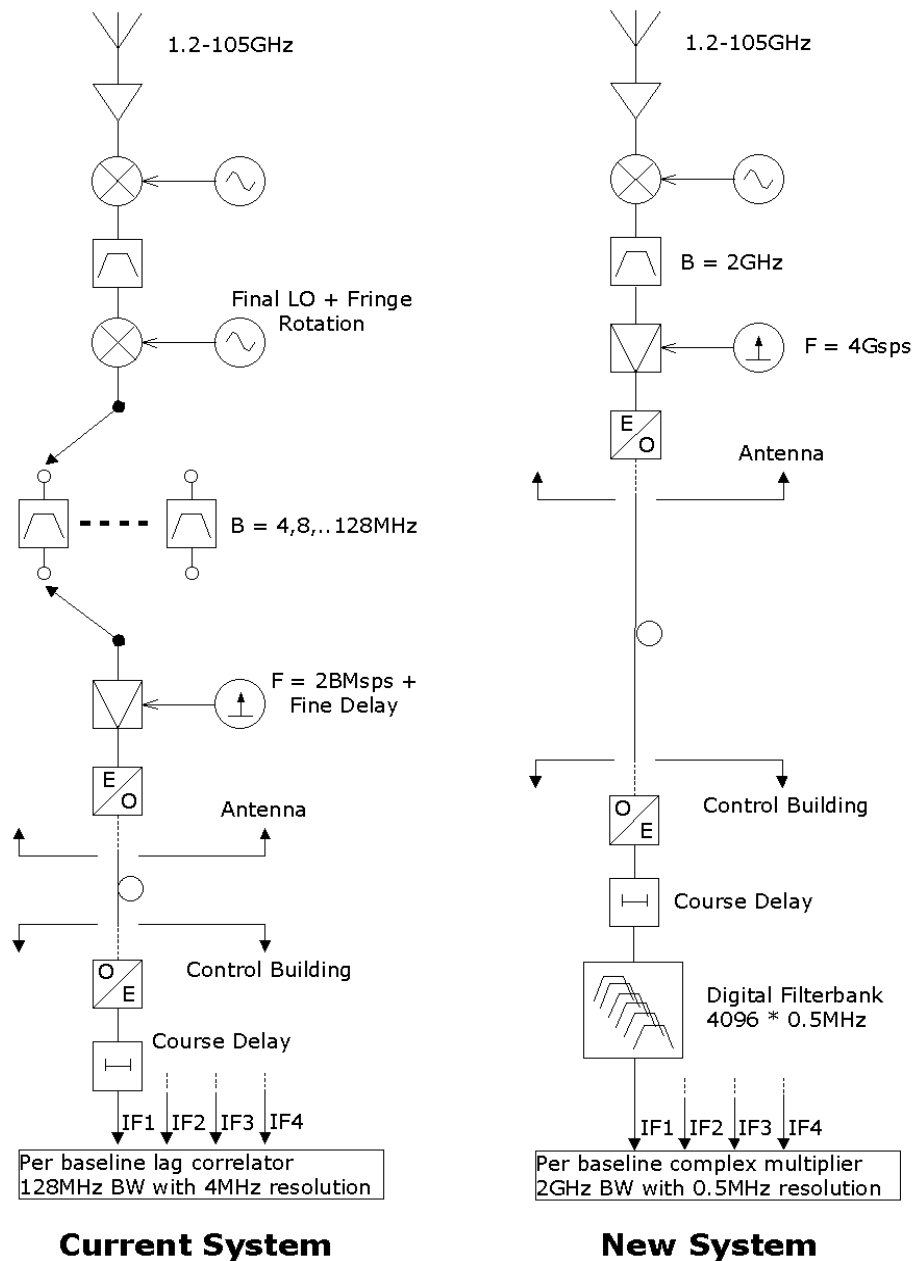 1.2-105GHz
Final LO + Fringe
Rotation
B = 4,8,..128MHz
F = 2BMsps +
Fine Delay
E
O
Antenna
O
E
Control Building
Course Delay
IF1
IF2
IF3
IF4
Per baseline lag correlator
128MHz BW with 4MHz resolution
Current System
1.2-105GHz
B = 2GHz
F = 4Gsps
E
O
Antenna
Control Building
O
E
Course Delay
Digital Filterbank
4096 * 0.5MHz
IF1
IF2
IF3
IF4
Per baseline complex multiplier
2GHz BW with 0.5MHz resolution
New System